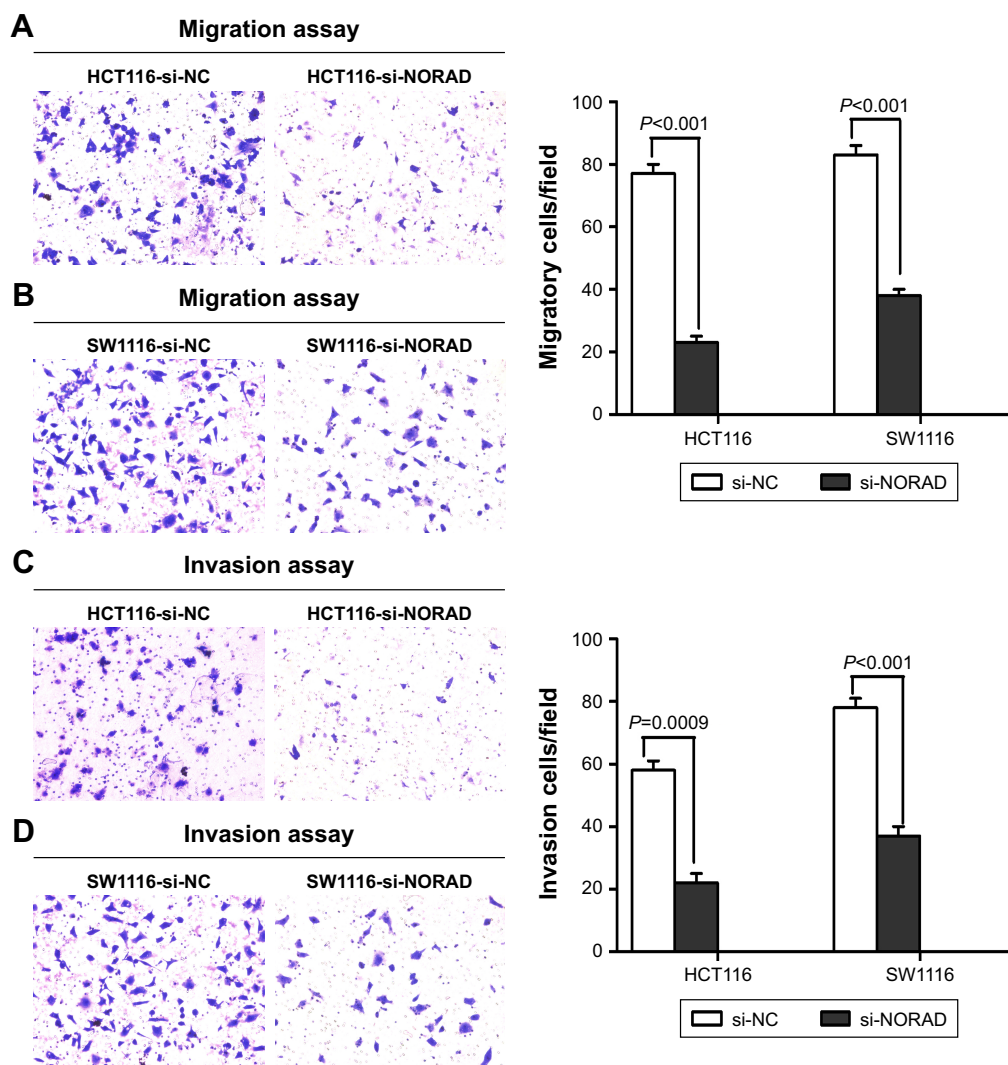 A
Migration assay
HCT116-si-NC HCT116-si-NORAD
B
Migration assay
SW1116-si-NC SW1116-si-NORAD
Migratory cells/field
100
80
60
40
20
0
P<0.001
P<0.001
HCT116 SW1116
si-NC si-NORAD
C
Invasion assay
HCT116-si-NC HCT116-si-NORAD
D
Invasion assay
SW1116-si-NC SW1116-si-NORAD
Invasion cells/field
100
80
60
40
20
0
P=0.0009
P<0.001
HCT116 SW1116
si-NC si-NORAD